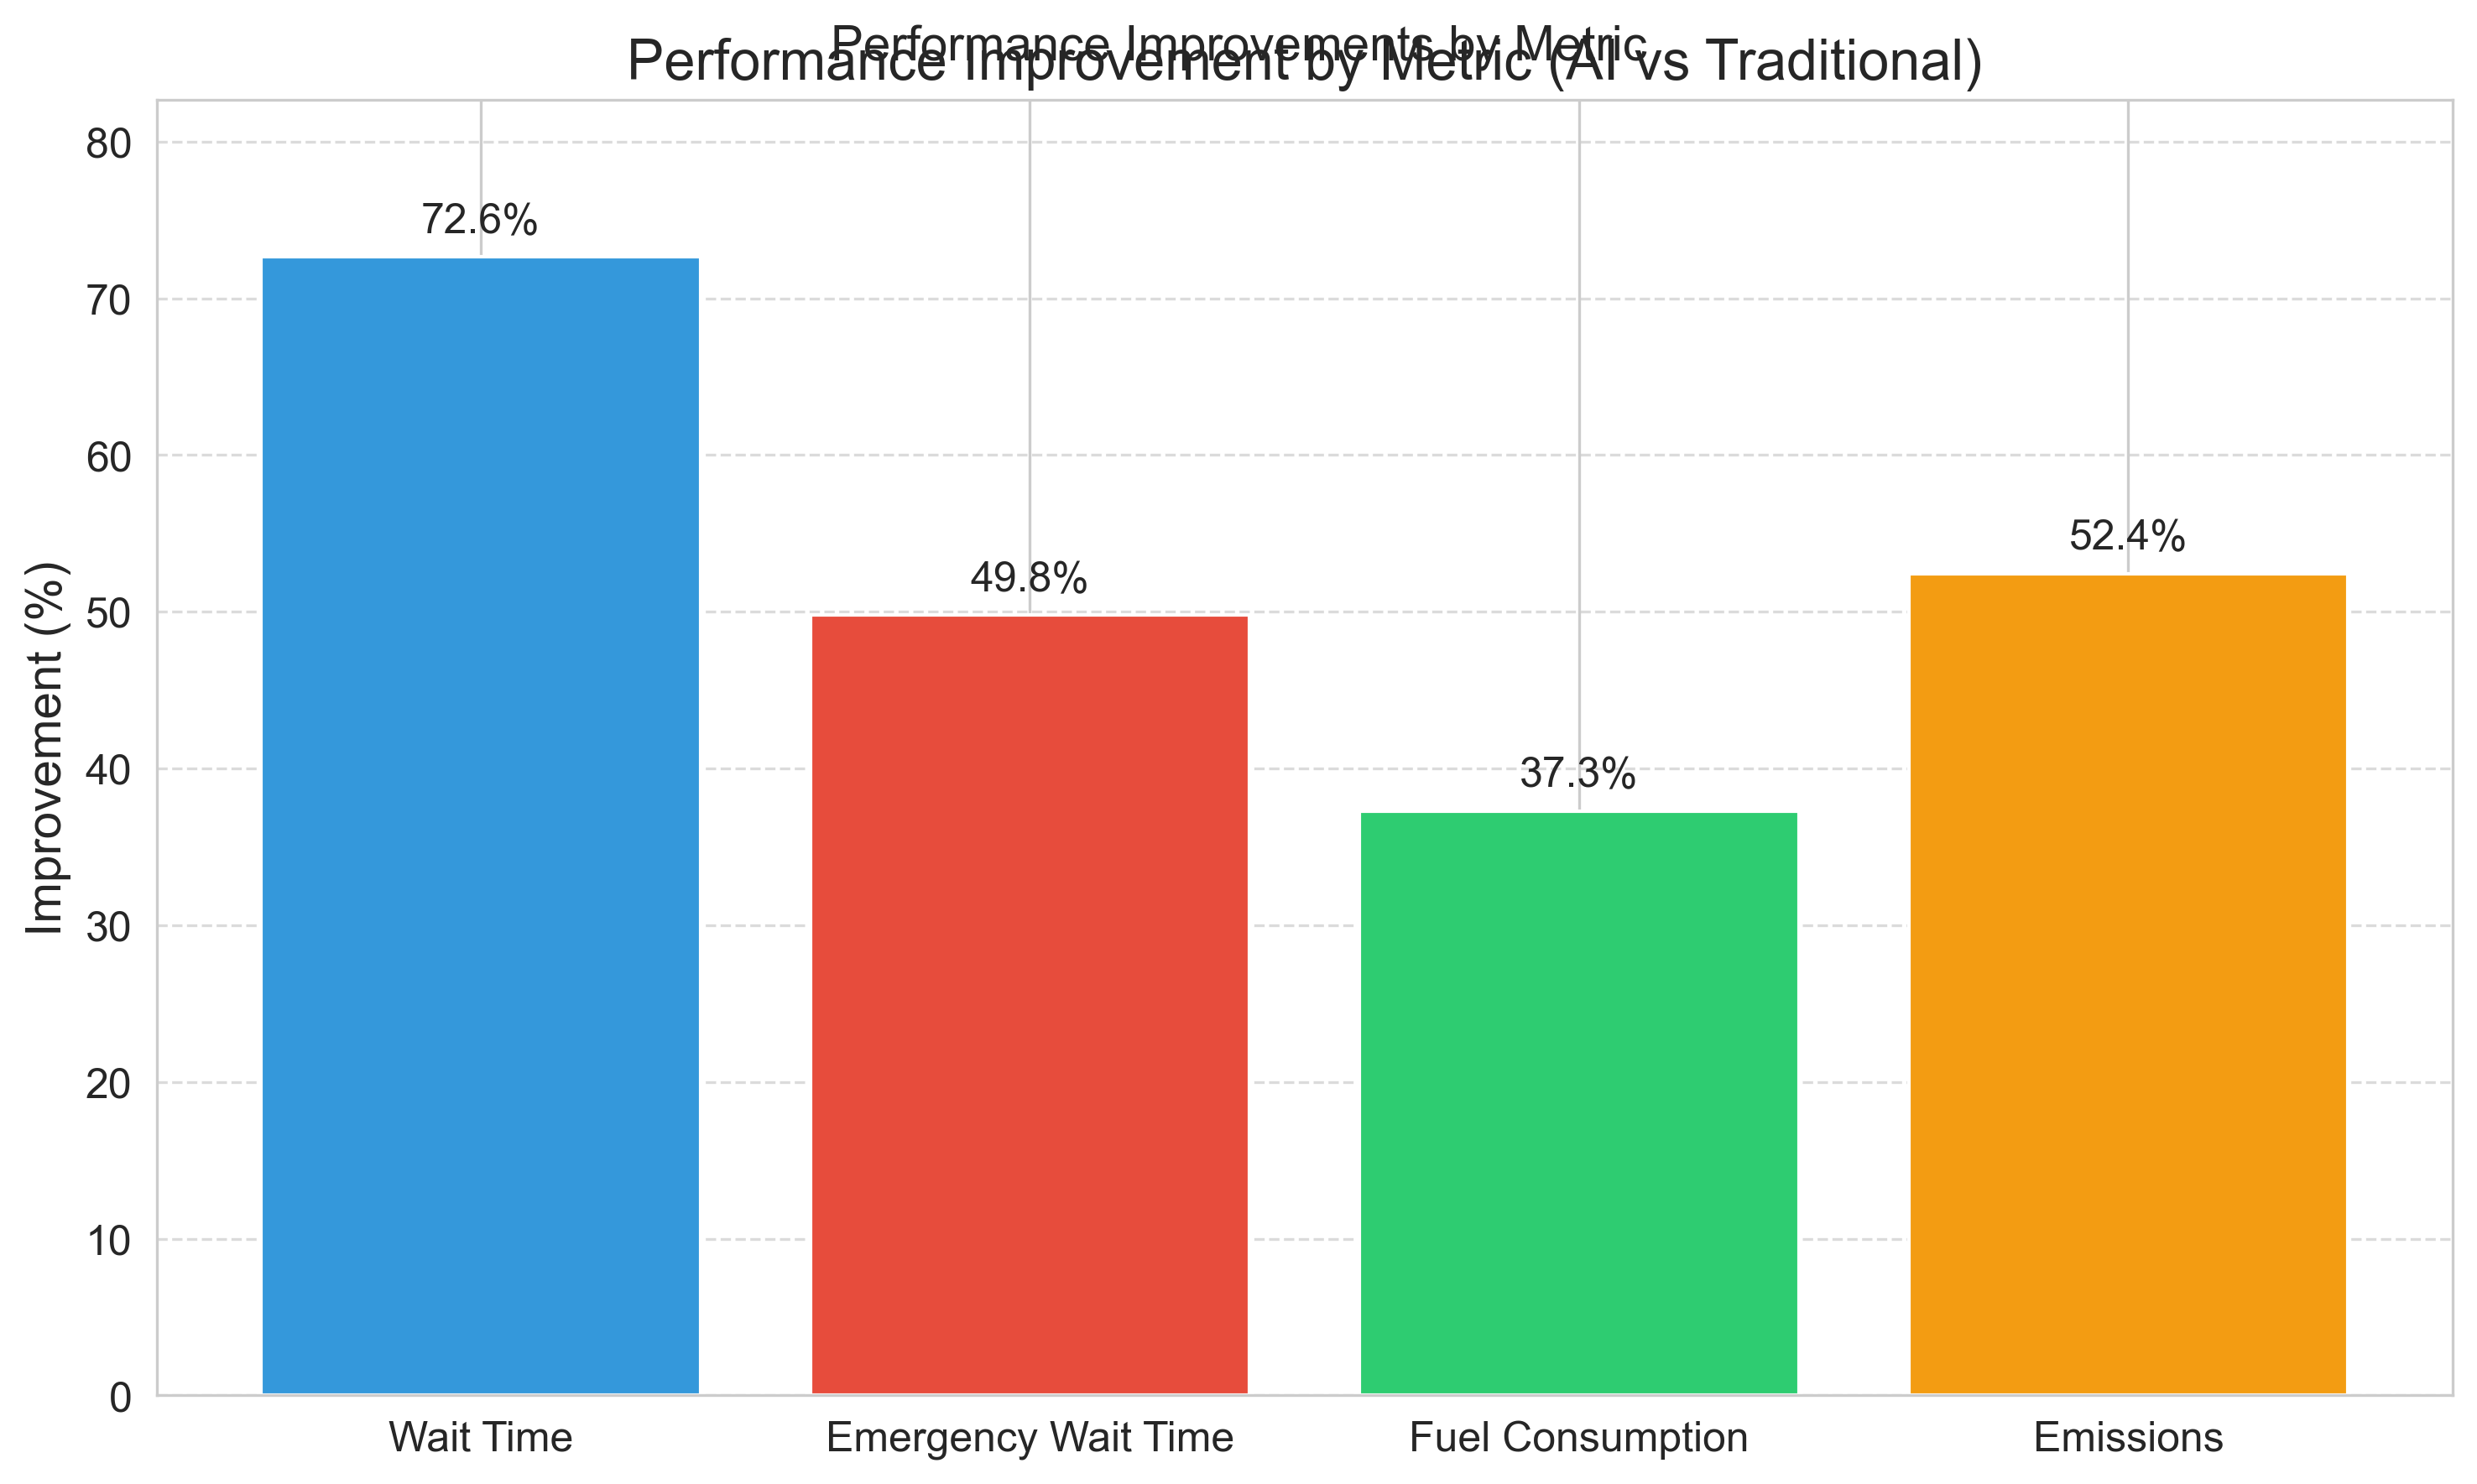 Performance Improvements by Metric
Performance Improvement by Metric (AI vs Traditional)
80
70
60
50
40
30
20
10
0
Improvement (%)
72.6%
49.8%
37.3%
52.4%
Wait Time
Emergency Wait Time
Fuel Consumption
Emissions